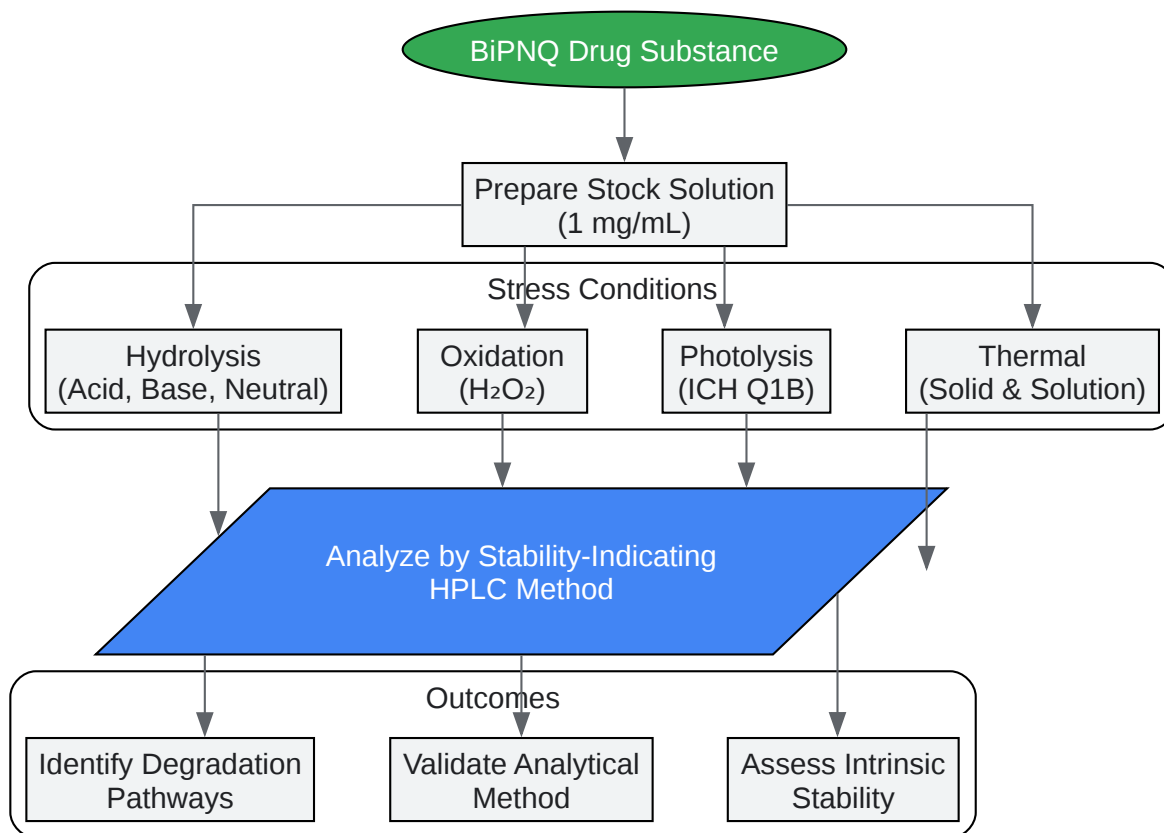 BiPNQ Drug Substance
Prepare Stock Solution
(1 mg/mL)
Stress Conditions
Hydrolysis
(Acid, Base, Neutral)
Oxidation
(H₂O₂)
Photolysis
(ICH Q1B)
Thermal
(Solid & Solution)
Analyze by Stability-Indicating
HPLC Method
Outcomes
Identify Degradation
Pathways
Validate Analytical
Method
Assess Intrinsic
Stability